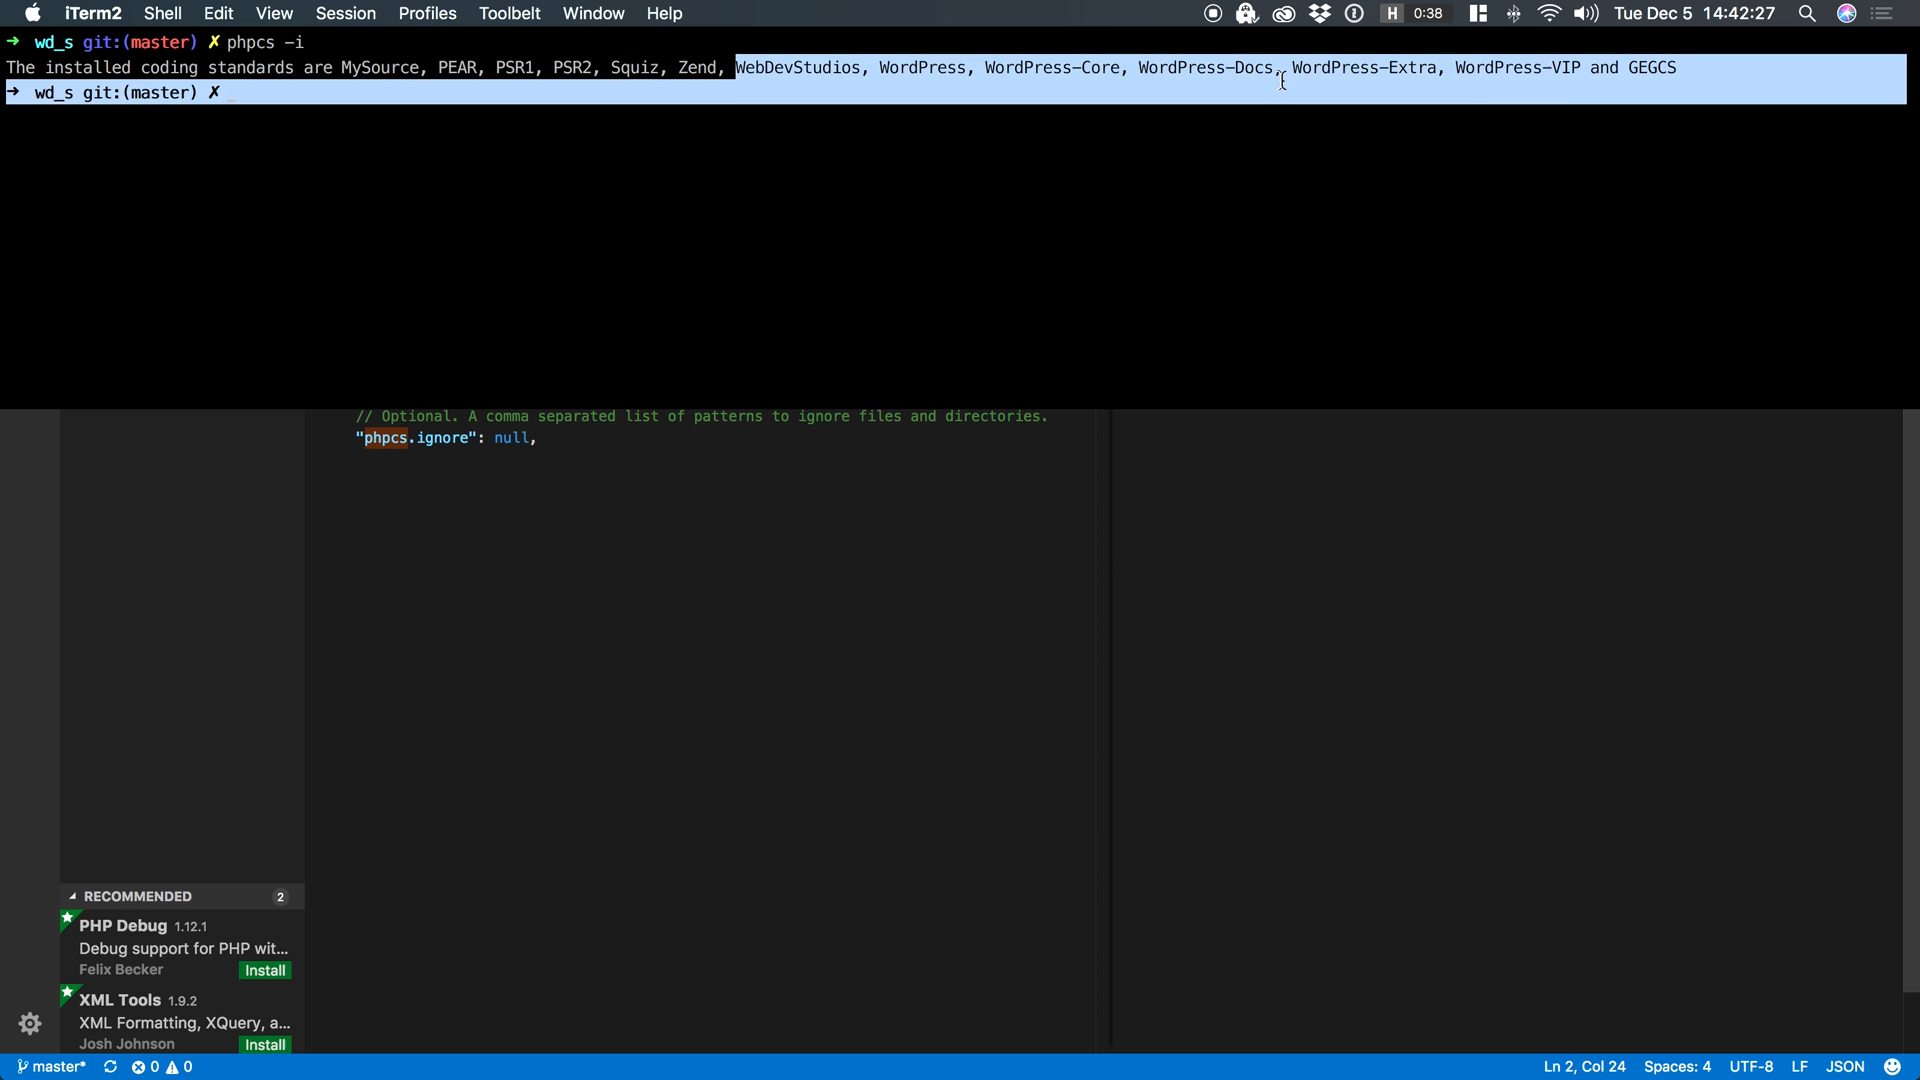 iTerm2 Shell Edit View Session Profiles Toolbelt Window Help H 0:38 Tue Dec 5 14:42:27
➜ wd_s git:(master) ✗ phpcs -i
The installed coding standards are MySource, PEAR, PSR1, PSR2, Squiz, Zend, WebDevStudios, WordPress, WordPress-Core, WordPress-Docs, WordPress-Extra, WordPress-VIP and GEGCS
➜ wd_s git:(master) ✗
// Optional. A comma separated list of patterns to ignore files and directories.
"phpcs.ignore": null,
RECOMMENDED 2
PHP Debug 1.12.1
Debug support for PHP wit...
Felix Becker Install
XML Tools 1.9.2
XML Formatting, XQuery, a...
Josh Johnson Install
master* 0 0 Ln 2, Col 24 Spaces: 4 UTF-8 LF JSON